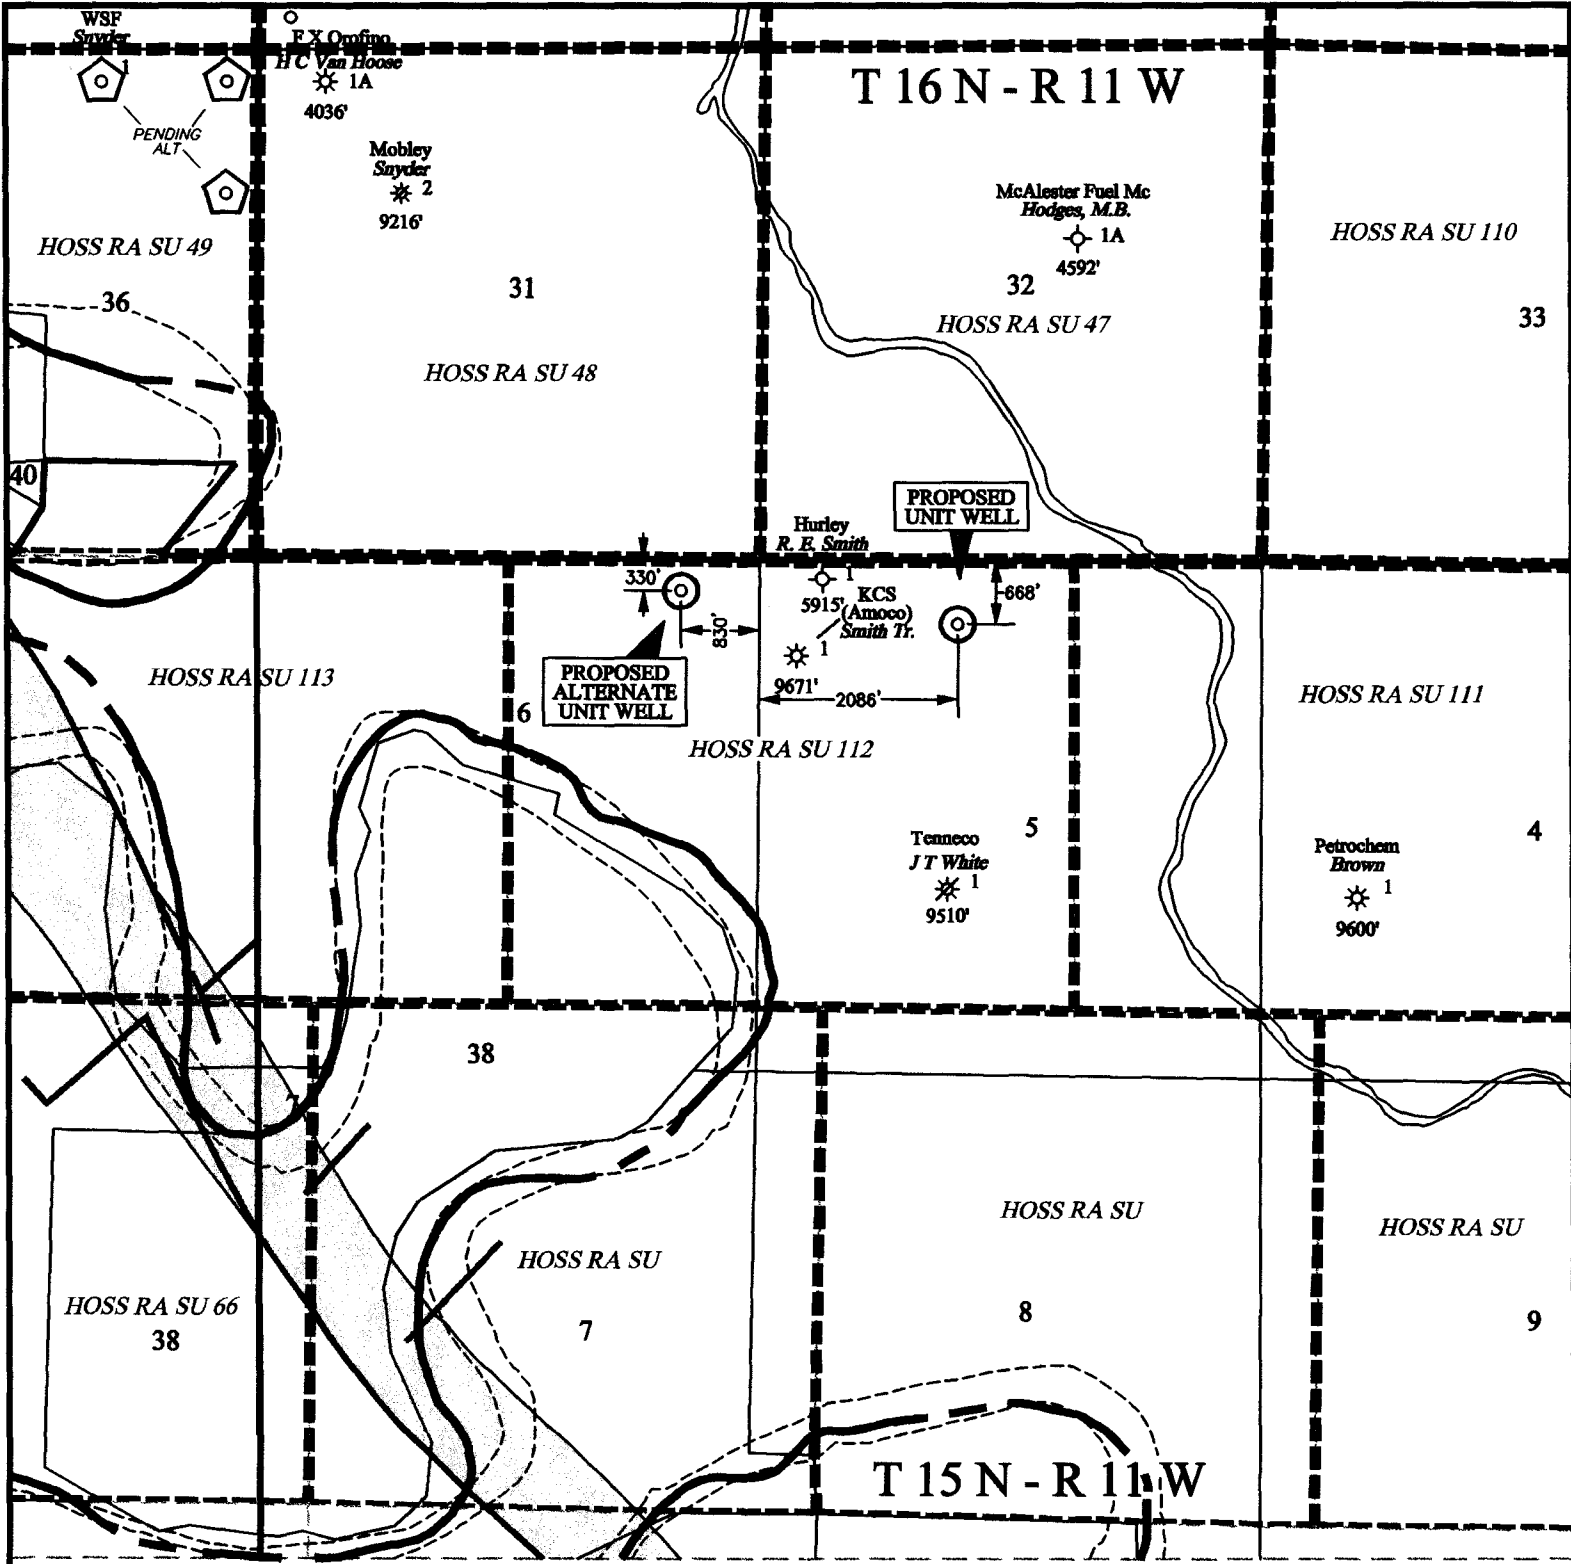 WSF
Snyder
1
PENDING
ALT
F X Orofino
H C Van Hoose
1A
4036'
Mobley
Snyder
2
9216'
T 16 N - R 11 W
McAlester Fuel Mc
Hodges, M.B.
1A
4592'
HOSS RA SU 49
36
31
HOSS RA SU 48
32
HOSS RA SU 47
HOSS RA SU 110
33
40
PROPOSED
UNIT WELL
Hurley
R. E. Smith
1
5915'
KCS
(Amoco)
Smith Tr.
1
9671'
330'
830'
668'
2086'
PROPOSED
ALTERNATE
UNIT WELL
HOSS RA SU 113
6
HOSS RA SU 112
HOSS RA SU 111
5
4
Tenneco
J T White
1
9510'
Petrochem
Brown
1
9600'
38
7
HOSS RA SU
HOSS RA SU
HOSS RA SU
HOSS RA SU 66
38
7
8
9
T 15 N - R 11 W